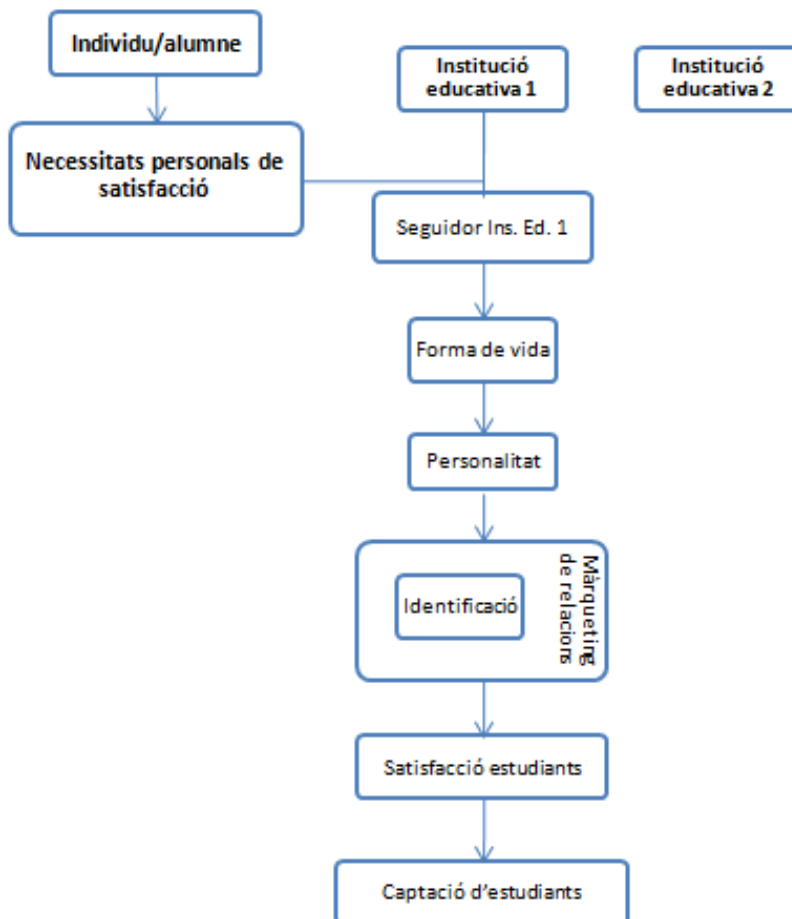 Individu/alumne
Institució
educativa 1
Institució
educativa 2
Necessitats personals de
satisfacció
Seguidor Ins. Ed. 1
Forma de vida
Personalitat
Identificació
Màrqueting
de relacions
Satisfacció estudiants
Captació d'estudiants